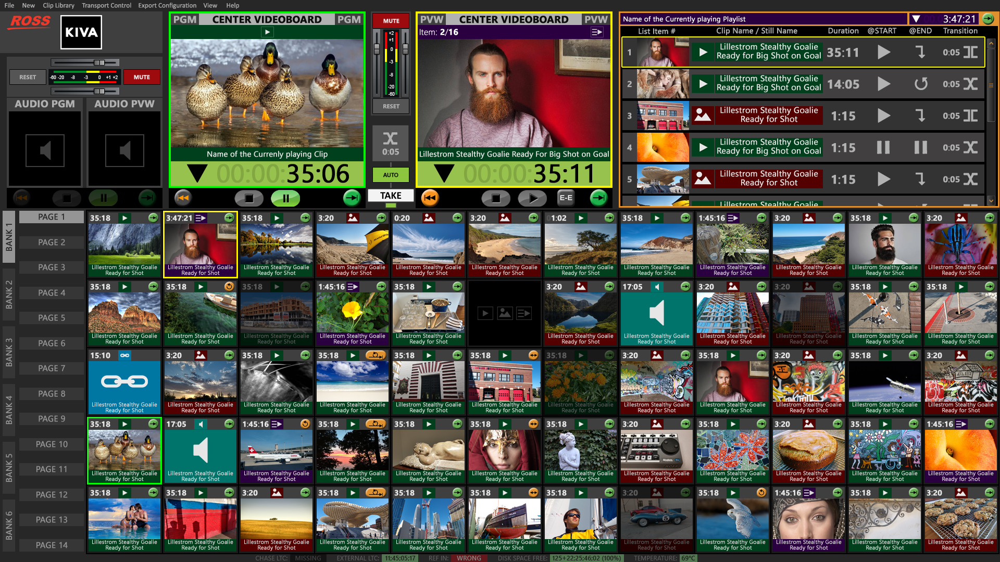 File New Clip Library Transport Control Export Configuration View Help
ROSS
KIVA
RESET
-60 -20 -8 -3 0 +1 +2
MUTE
AUDIO PGM
AUDIO PVW
PGM CENTER VIDEOBOARD PGM
Name of the Currenly playing Clip
00:00:35:06
MUTE
+2
+1
0
-3
-8
-20
-60
RESET
0:05
AUTO
TAKE
PVW CENTER VIDEOBOARD PVW
Item: 2/16
Lillestrom Stealthy Goalie Ready For Big Shot on Goal
00:00:35:11
E-E
Name of the Currently playing Playlist
3:47:21
List Item # Clip Name / Still Name Duration @START @END Transition
1 Lillestrom Stealthy Goalie
Ready for Big Shot on Goal
35:11 0:05
2 Lillestrom Stealthy Goalie
Ready for Big Shot on Goal
14:05 0:05
3 Lillestrom Stealthy Goalie
Ready for Shot
1:15 0:05
4 Lillestrom Stealthy Goalie
Ready for Big Shot on Goal
1:15 0:05
5 Lillestrom Stealthy Goalie
Ready for Shot
1:15 0:05
Lillestrom Stealthy Goalie
BANK 1
BANK 2
BANK 3
BANK 4
BANK 5
BANK 6
PAGE 1
PAGE 2
PAGE 3
PAGE 4
PAGE 5
PAGE 6
PAGE 7
PAGE 8
PAGE 9
PAGE 10
PAGE 11
PAGE 12
PAGE 13
PAGE 14
35:18 3:47:21 35:18 3:20 0:20 3:20 01:02 35:18 1:45:16 3:20 35:18 3:20
Lillestrom Stealthy Goalie Lillestrom Stealthy Goalie Lillestrom Stealthy Goalie Lillestrom Stealthy Goalie Lillestrom Stealthy Goalie Lillestrom Stealthy Goalie Lillestrom Stealthy Goalie Lillestrom Stealthy Goalie Lillestrom Stealthy Goalie Lillestrom Stealthy Goalie Lillestrom Stealthy Goalie Lillestrom Stealthy Goalie
Ready for Shot Ready for Shot Ready for Shot Ready for Shot Ready for Shot Ready for Shot Ready for Shot Ready for Shot Ready for Shot Ready for Shot Ready for Shot Ready for Shot
35:18 35:18 35:18 1:45:16 35:18 3:20 17:05 3:20 3:20 35:18 35:18
Lillestrom Stealthy Goalie Lillestrom Stealthy Goalie Lillestrom Stealthy Goalie Lillestrom Stealthy Goalie Lillestrom Stealthy Goalie Lillestrom Stealthy Goalie Lillestrom Stealthy Goalie Lillestrom Stealthy Goalie Lillestrom Stealthy Goalie Lillestrom Stealthy Goalie Lillestrom Stealthy Goalie
Ready for Shot Ready for Shot Ready for Shot Ready for Shot Ready for Shot Ready for Shot Ready for Shot Ready for Shot Ready for Shot Ready for Shot Ready for Shot
15:10 3:20 35:18 35:18 35:18 35:18 35:18 3:20 35:18 3:20 35:18 3:20
Lillestrom Stealthy Goalie Lillestrom Stealthy Goalie Lillestrom Stealthy Goalie Lillestrom Stealthy Goalie Lillestrom Stealthy Goalie Lillestrom Stealthy Goalie Lillestrom Stealthy Goalie Lillestrom Stealthy Goalie Lillestrom Stealthy Goalie Lillestrom Stealthy Goalie Lillestrom Stealthy Goalie Lillestrom Stealthy Goalie
Ready for Shot Ready for Shot Ready for Shot Ready for Shot Ready for Shot Ready for Shot Ready for Shot Ready for Shot Ready for Shot Ready for Shot Ready for Shot Ready for Shot
35:18 17:05 1:45:16 35:18 35:18 35:18 35:18 3:20 35:18 3:20 35:18 1:45:16
Lillestrom Stealthy Goalie Lillestrom Stealthy Goalie Lillestrom Stealthy Goalie Lillestrom Stealthy Goalie Lillestrom Stealthy Goalie Lillestrom Stealthy Goalie Lillestrom Stealthy Goalie Lillestrom Stealthy Goalie Lillestrom Stealthy Goalie Lillestrom Stealthy Goalie Lillestrom Stealthy Goalie Lillestrom Stealthy Goalie
Ready for Shot Ready for Shot Ready for Shot Ready for Shot Ready for Shot Ready for Shot Ready for Shot Ready for Shot Ready for Shot Ready for Shot Ready for Shot Ready for Shot
35:18 35:18 3:20 35:18 35:18 35:18 35:18 3:20 35:18 1:45:16 35:18 3:20
Lillestrom Stealthy Goalie Lillestrom Stealthy Goalie Lillestrom Stealthy Goalie Lillestrom Stealthy Goalie Lillestrom Stealthy Goalie Lillestrom Stealthy Goalie Lillestrom Stealthy Goalie Lillestrom Stealthy Goalie Lillestrom Stealthy Goalie Lillestrom Stealthy Goalie Lillestrom Stealthy Goalie Lillestrom Stealthy Goalie
Ready for Shot Ready for Shot Ready for Shot Ready for Shot Ready for Shot Ready for Shot Ready for Shot Ready for Shot Ready for Shot Ready for Shot Ready for Shot Ready for Shot
CHASE LTC: MISSING EXTERNAL LTC: 11;45;05;17 REF IN: WRONG DISK SPACE FREE: 125+22;25;46;02 (100%) TEMPERATURE: 69°C